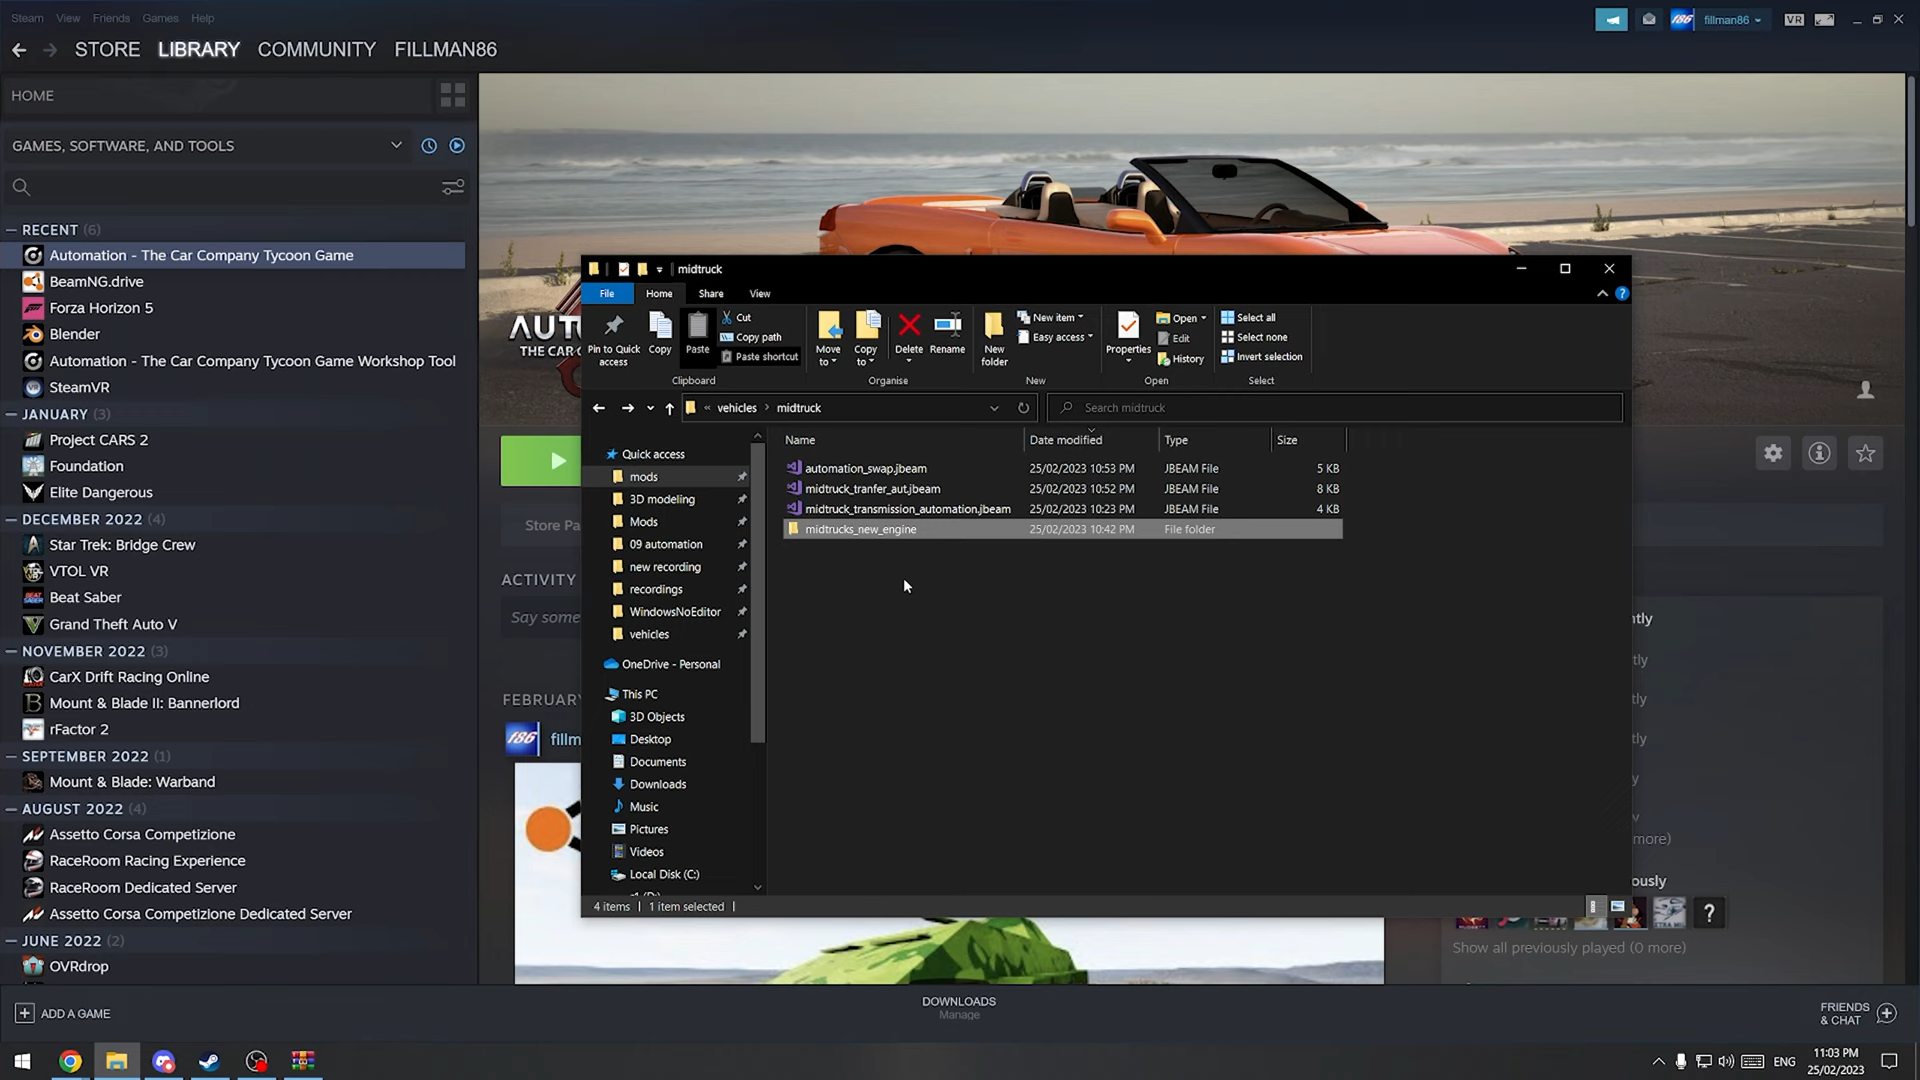 Steam View Friends Games Help
fillman86
VR
STORE LIBRARY COMMUNITY FILLMAN86
HOME
GAMES, SOFTWARE, AND TOOLS
RECENT (6)
Automation - The Car Company Tycoon Game
BeamNG.drive
Forza Horizon 5
Blender
Automation - The Car Company Tycoon Game Workshop Tool
SteamVR
JANUARY (3)
Project CARS 2
Foundation
Elite Dangerous
DECEMBER 2022 (4)
Star Trek: Bridge Crew
VTOL VR
Beat Saber
Grand Theft Auto V
NOVEMBER 2022 (3)
CarX Drift Racing Online
Mount & Blade II: Bannerlord
rFactor 2
SEPTEMBER 2022 (1)
Mount & Blade: Warband
AUGUST 2022 (4)
Assetto Corsa Competizione
RaceRoom Racing Experience
RaceRoom Dedicated Server
Assetto Corsa Competizione Dedicated Server
JUNE 2022 (2)
OVRdrop
ADD A GAME
AUT
THE CAR C
Store Pa
ACTIVITY
Say some
FEBRUARY
186 fillm
midtruck
File Home Share View
Pin to Quick access
Copy
Paste
Cut
Copy path
Paste shortcut
Clipboard
Move to
Copy to
Delete
Rename
Organise
New folder
New item
Easy access
New
Properties
Open
Edit
History
Open
Select all
Select none
Invert selection
Select
« vehicles > midtruck
Search midtruck
Quick access
mods
3D modeling
Mods
09 automation
new recording
recordings
WindowsNoEditor
vehicles
OneDrive - Personal
This PC
3D Objects
Desktop
Documents
Downloads
Music
Pictures
Videos
Local Disk (C:)
Name Date modified Type Size
automation_swap.jbeam 25/02/2023 10:53 PM JBEAM File 5 KB
midtruck_tranfer_aut.jbeam 25/02/2023 10:52 PM JBEAM File 8 KB
midtruck_transmission_automation.jbeam 25/02/2023 10:23 PM JBEAM File 4 KB
midtrucks_new_engine 25/02/2023 10:42 PM File folder
4 items 1 item selected
ntly
tly
tly
tly
y
more)
ously
?
Show all previously played (0 more)
DOWNLOADS
Manage
FRIENDS
& CHAT
ENG
11:03 PM
25/02/2023